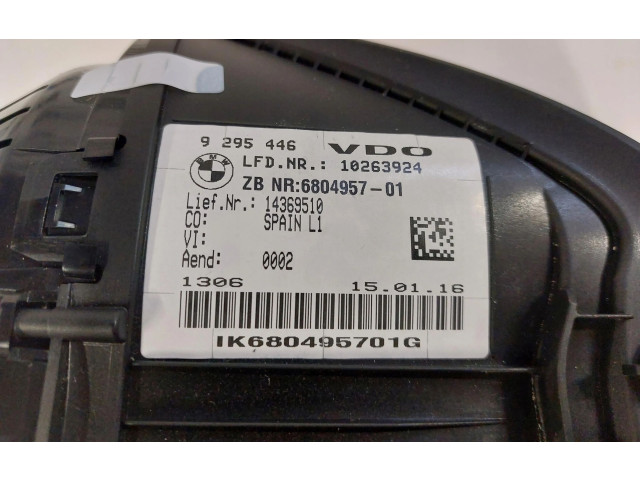 9 295 446 VDO
BMW
LFD.NR.: 10263924
ZB NR:6804957-01
Lief.Nr.: 14369510
CO: SPAIN L1
VI:
Aend: 0002
1306 15.01.16
IK680495701G